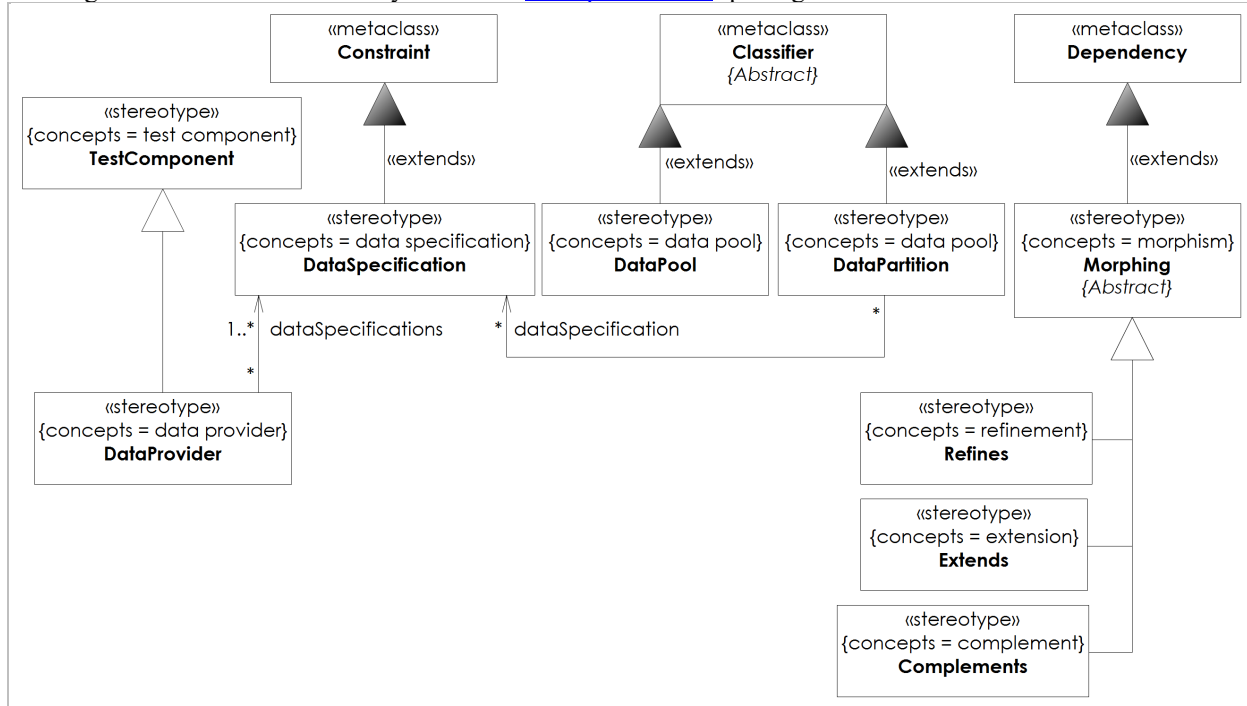 «metaclass»
Constraint
«metaclass»
Classifier
{Abstract}
«metaclass»
Dependency
«stereotype»
{concepts = test component}
TestComponent
«extends»
«extends»
«extends»
«extends»
«stereotype»
{concepts = data specification}
DataSpecification
«stereotype»
{concepts = data pool}
DataPool
«stereotype»
{concepts = data pool}
DataPartition
«stereotype»
{concepts = morphism}
Morphing
{Abstract}
1..* dataSpecifications
* dataSpecification
*
*
«stereotype»
{concepts = data provider}
DataProvider
«stereotype»
{concepts = refinement}
Refines
«stereotype»
{concepts = extension}
Extends
«stereotype»
{concepts = complement}
Complements